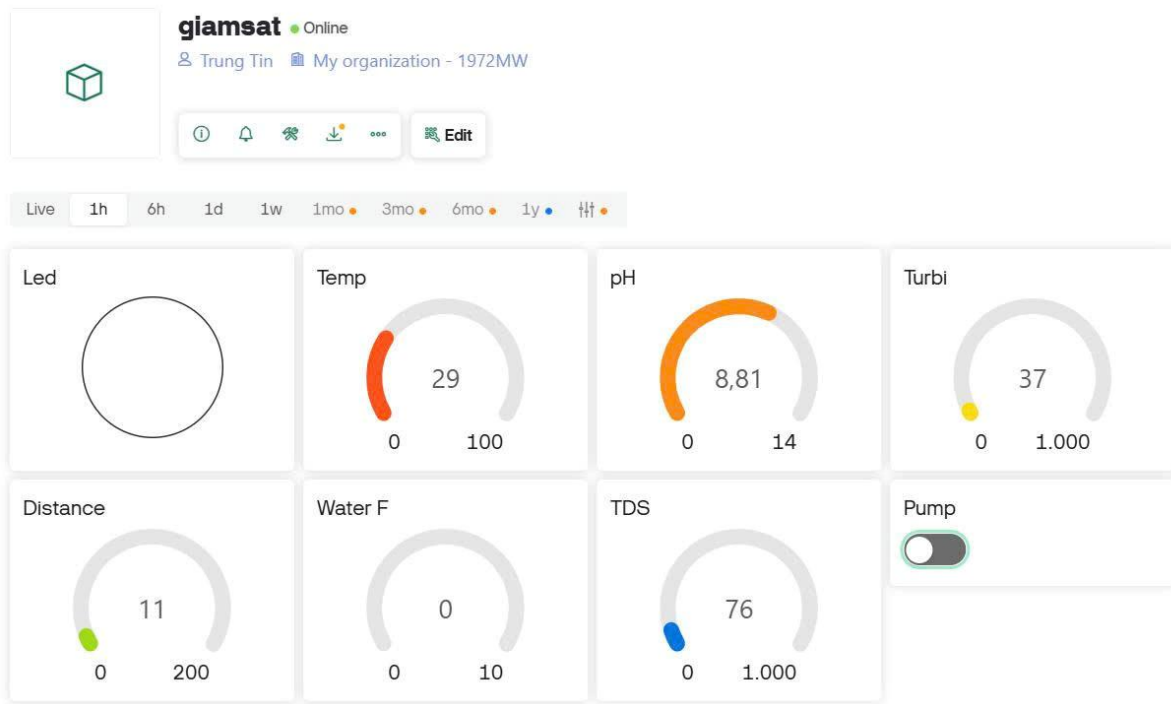 giamsat Online
Trung Tin My organization - 1972MW
Edit
Live 1h 6h 1d 1w 1mo 3mo 6mo 1y
Led
Temp
29
0 100
pH
8,81
0 14
Turbi
37
0 1.000
Distance
11
0 200
Water F
0
0 10
TDS
76
0 1.000
Pump